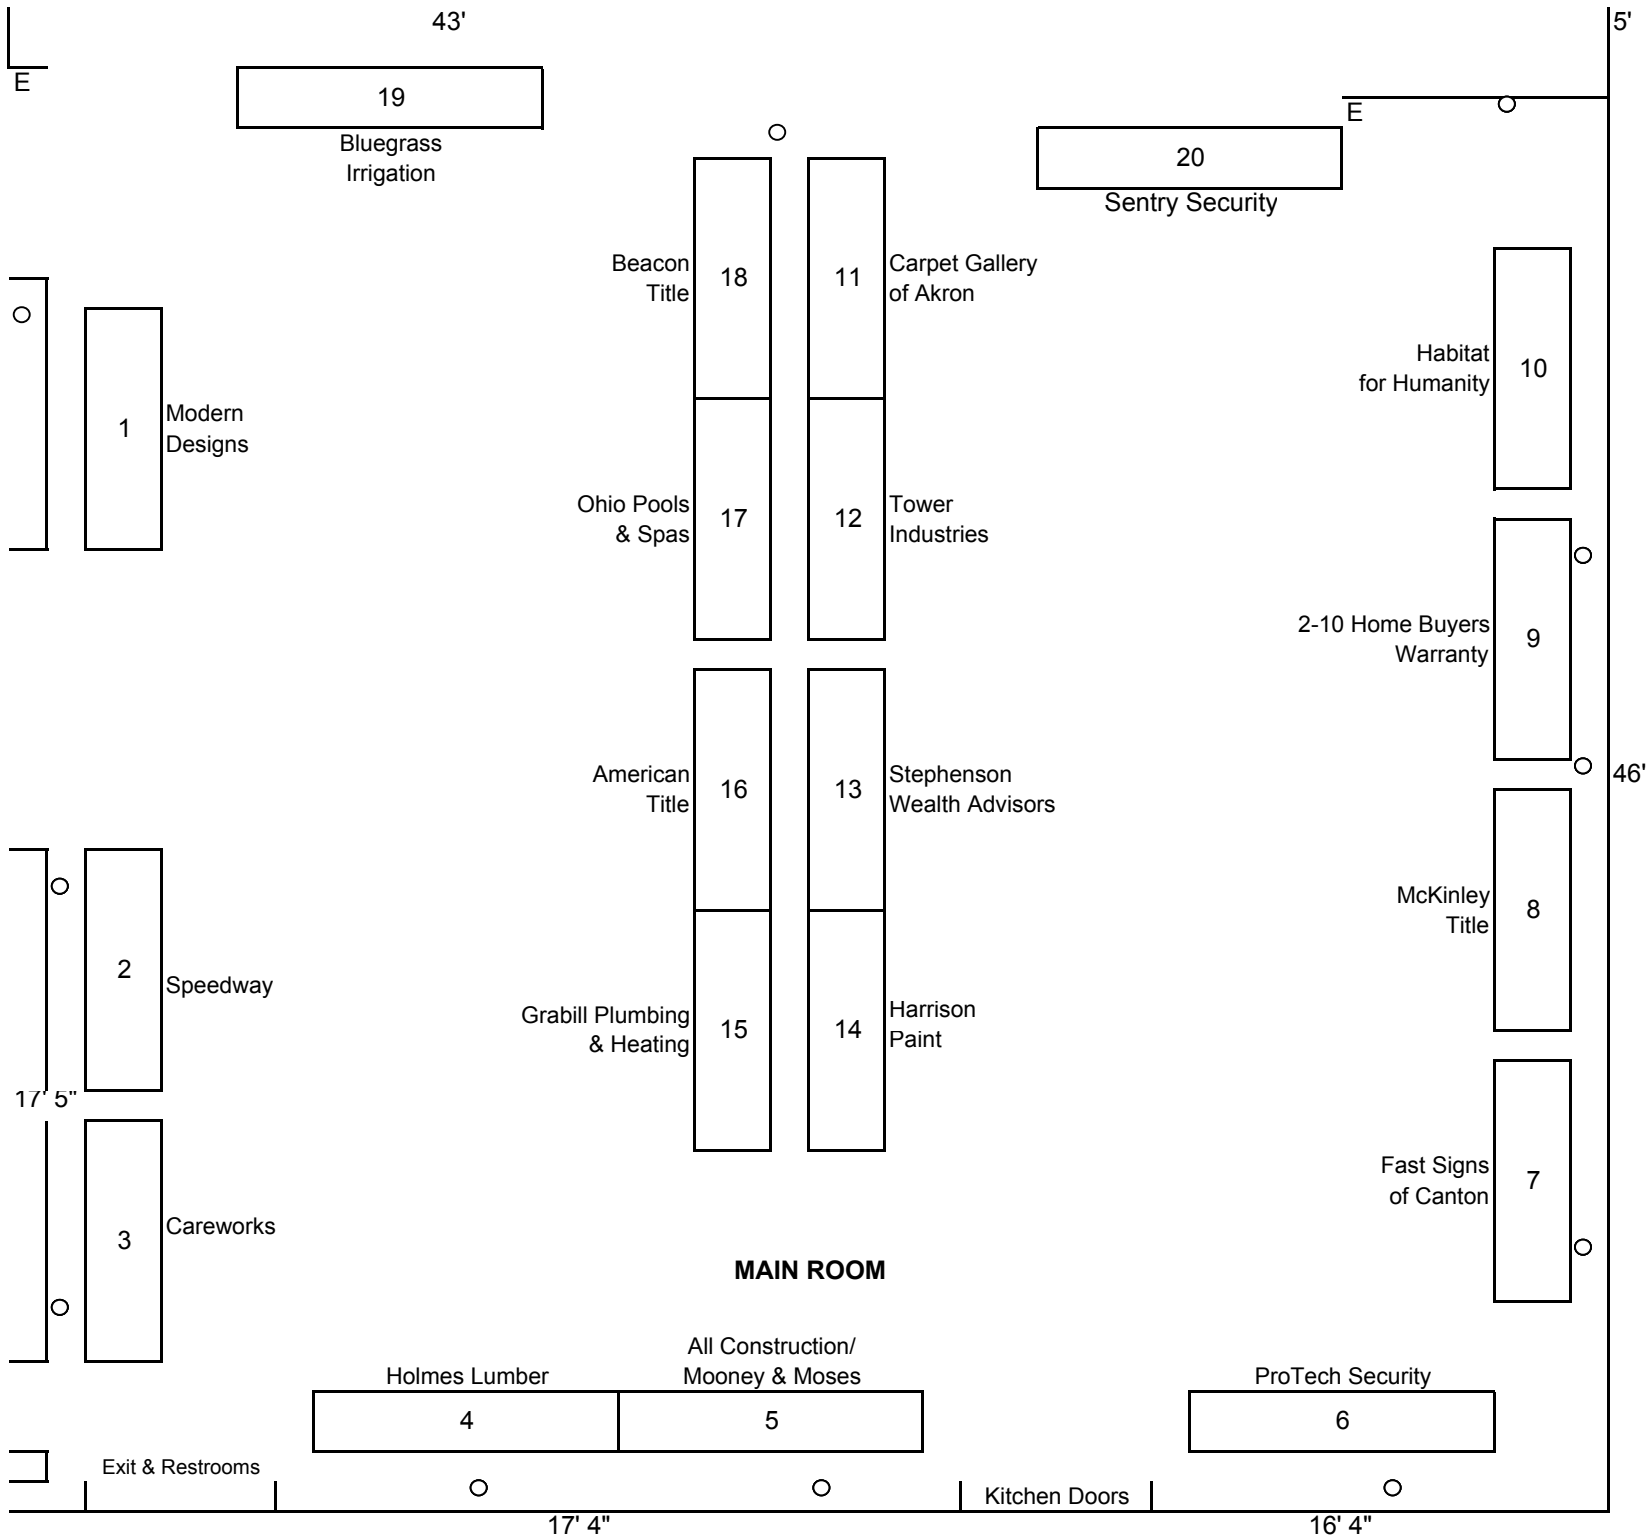 43'
5'
E
19
Bluegrass
Irrigation
E
20
Sentry Security
Beacon
Title
18
11
Carpet Gallery
of Akron
Habitat
for Humanity
10
1
Modern
Designs
Ohio Pools
& Spas
17
12
Tower
Industries
2-10 Home Buyers
Warranty
9
American
Title
16
13
Stephenson
Wealth Advisors
46'
McKinley
Title
8
2
Speedway
Grabill Plumbing
& Heating
15
14
Harrison
Paint
17' 5"
Fast Signs
of Canton
7
3
Careworks
MAIN ROOM
All Construction/
Mooney & Moses
Holmes Lumber
ProTech Security
4
5
6
Exit & Restrooms
Kitchen Doors
17' 4"
16' 4"